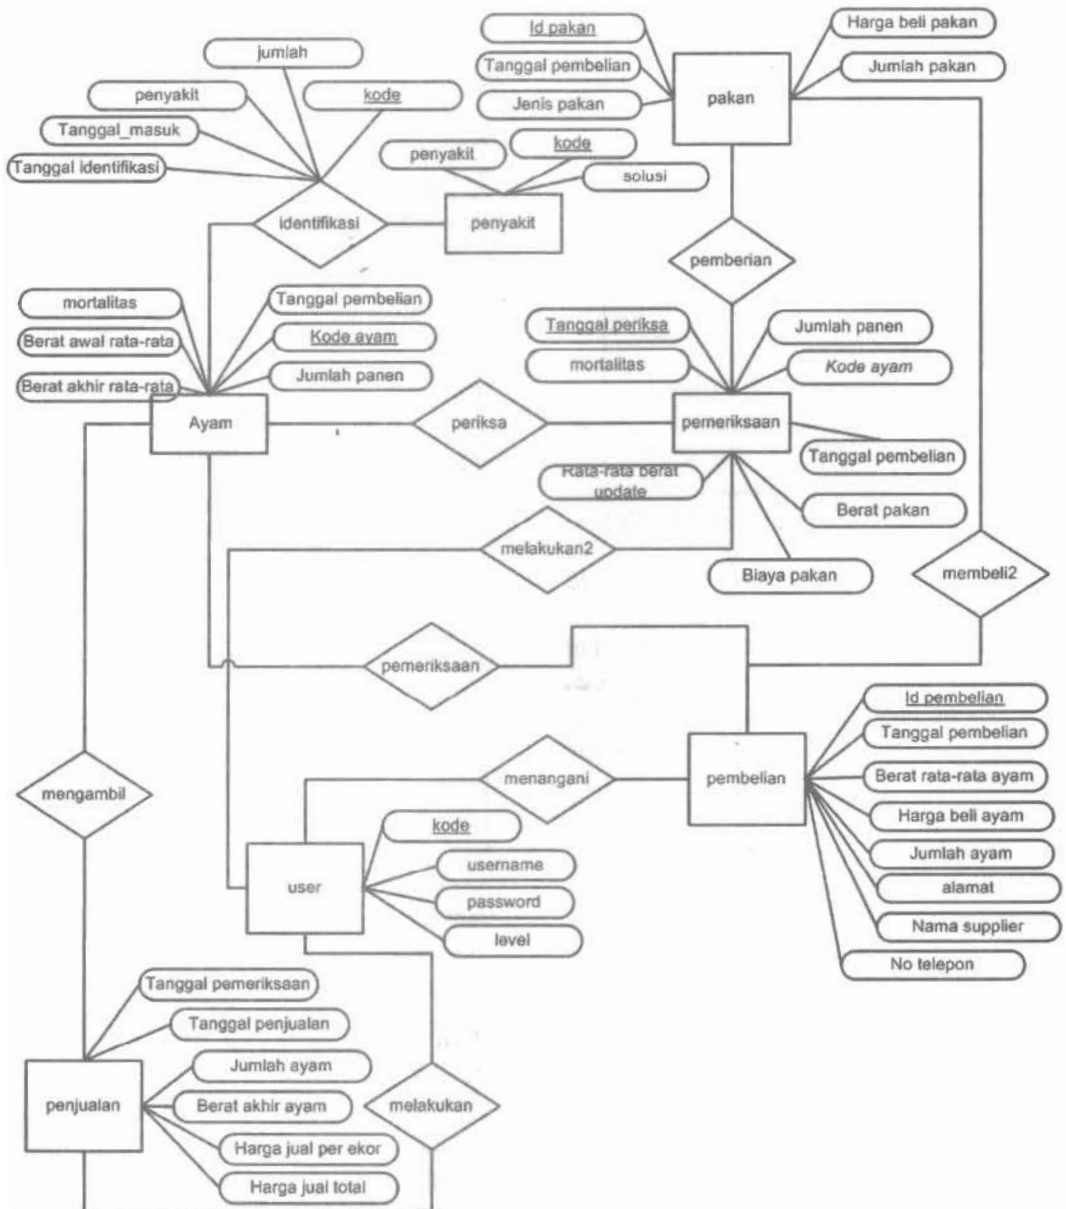 Id pakan
Harga beli pakan
jumlah
Tanggal pembelian
pakan
Jumlah pakan
penyakit
kode
Jenis pakan
Tanggal_masuk
penyakit
kode
Tanggal identifikasi
solusi
identifikasi
penyakit
pemberian
mortalitas
Tanggal pembelian
Tanggal periksa
Jumlah panen
Berat awal rata-rata
Kode ayam
mortalitas
Kode ayam
Berat akhir rata-rata
Jumlah panen
Ayam
periksa
pemeriksaan
Tanggal pembelian
Rata-rata berat
update
Berat pakan
melakukan2
Biaya pakan
membeli2
pemeriksaan
Id pembelian
Tanggal pembelian
menangani
pembelian
Berat rata-rata ayam
mengambil
Harga beli ayam
kode
Jumlah ayam
username
user
alamat
password
Nama supplier
level
No telepon
Tanggal pemeriksaan
Tanggal penjualan
Jumlah ayam
penjualan
Berat akhir ayam
melakukan
Harga jual per ekor
Harga jual total